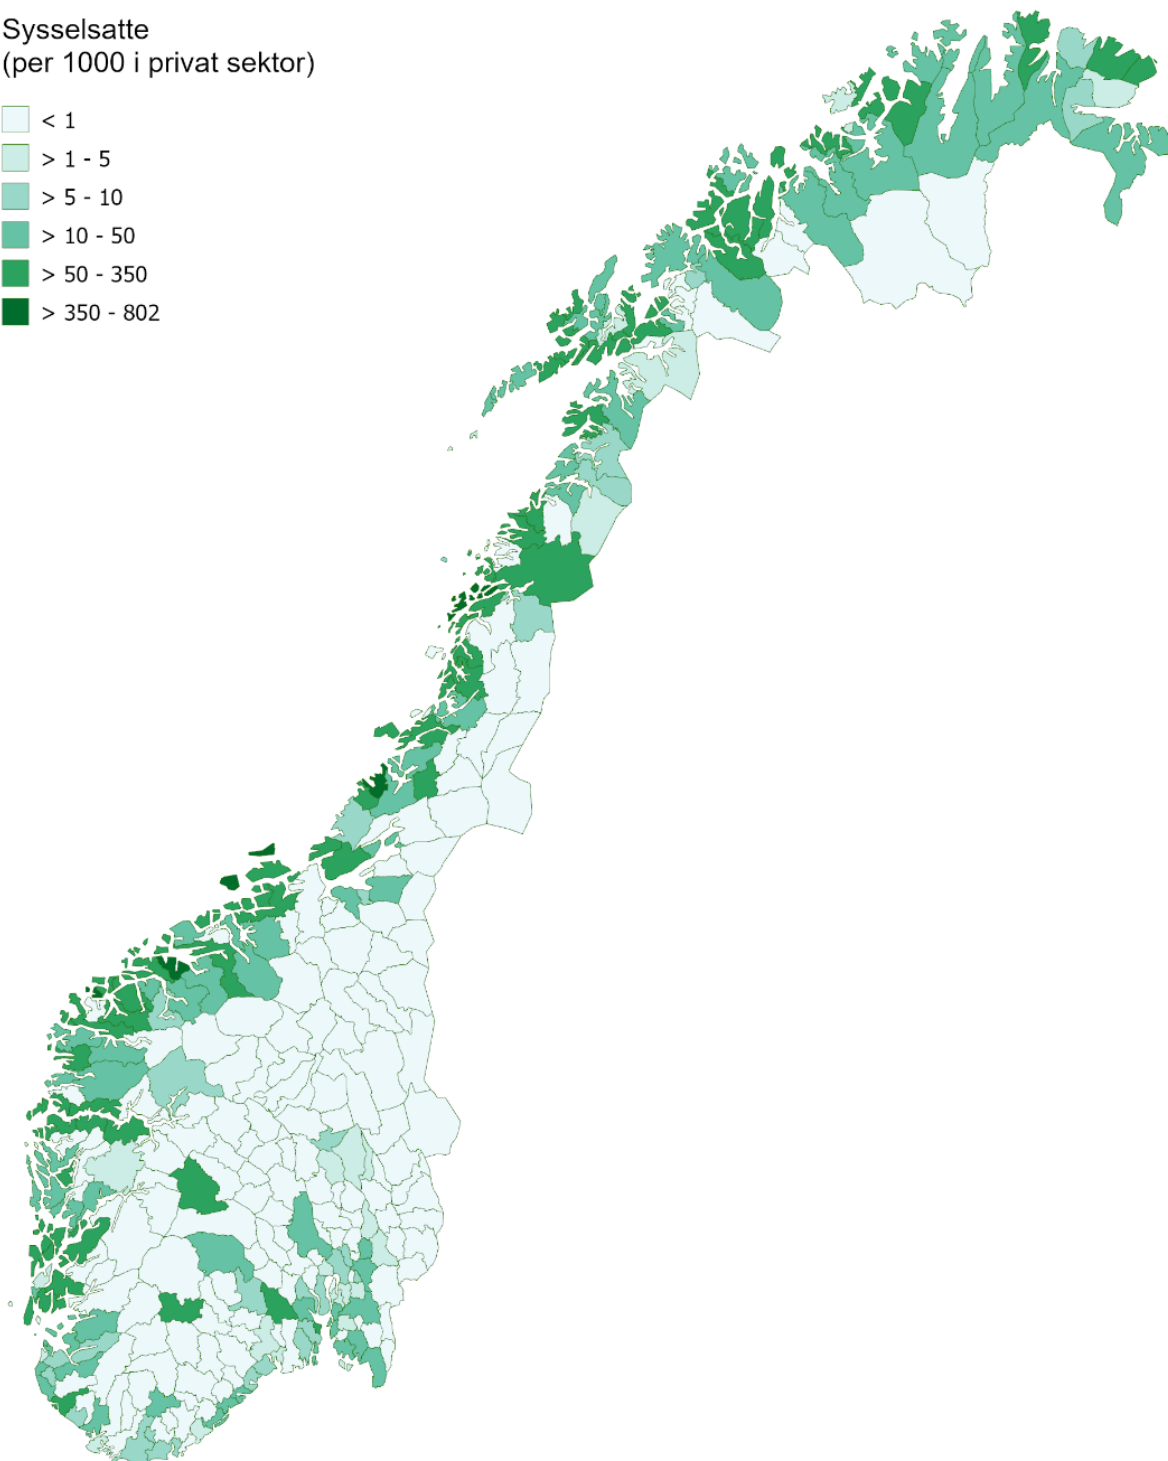 Sysselsatte
(per 1000 i privat sektor)
< 1
> 1 - 5
> 5 - 10
> 10 - 50
> 50 - 350
> 350 - 802